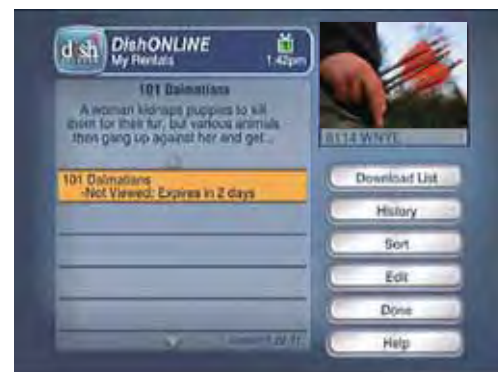 dish DishONLINE
My Rentals 1:42pm
101 Dalmatians
A woman kidnaps puppies to kill
them for their fur, but various animals
then gang up against her and get...
101 Dalmatians
-Not Viewed: Expires in 2 days
8114 WNYE
Download List
History
Sort
Edit
Done
Help